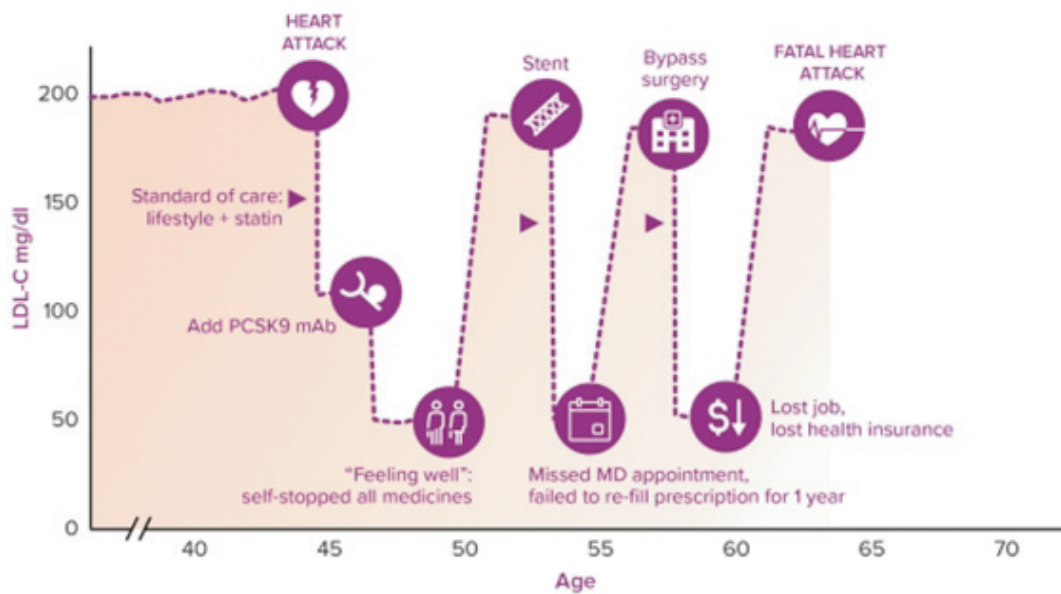 HEART
ATTACK
Stent
Bypass
surgery
FATAL HEART
ATTACK
LDL-C mg/dl
200
150
100
50
0
Standard of care:
lifestyle + statin
Add PCSK9 mAb
"Feeling well":
self-stopped all medicines
Missed MD appointment,
failed to re-fill prescription for 1 year
$
Lost job,
lost health insurance
40 45 50 55 60 65 70
Age